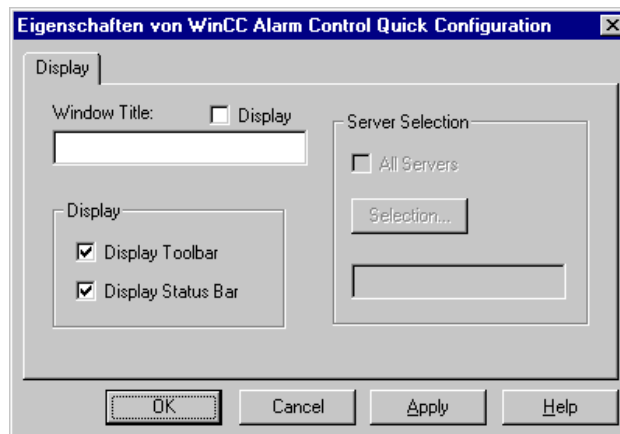 Eigenschaften von WinCC Alarm Control Quick Configuration
Display
Window Title:
Display
Server Selection
All Servers
Selection...
Display
Display Toolbar
Display Status Bar
OK
Cancel
Apply
Help